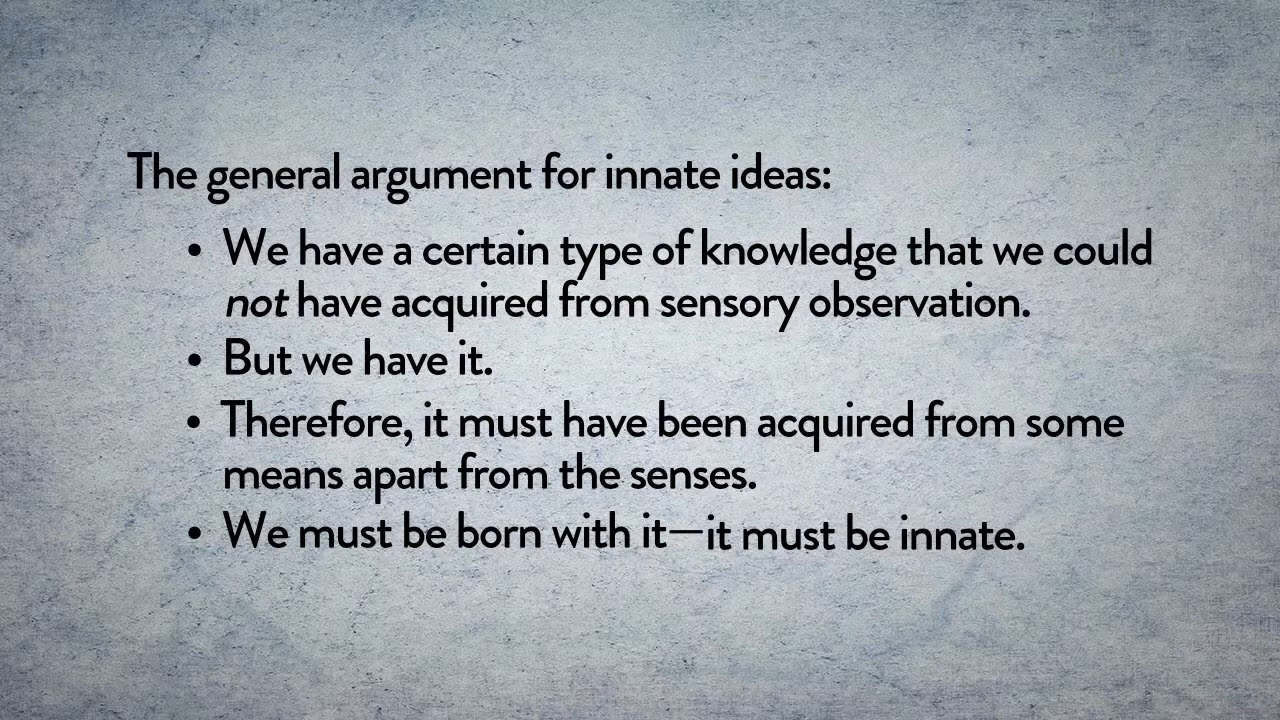 The general argument for innate ideas:
• We have a certain type of knowledge that we could
not have acquired from sensory observation.
• But we have it.
• Therefore, it must have been acquired from some
means apart from the senses.
• We must be born with it—it must be innate.